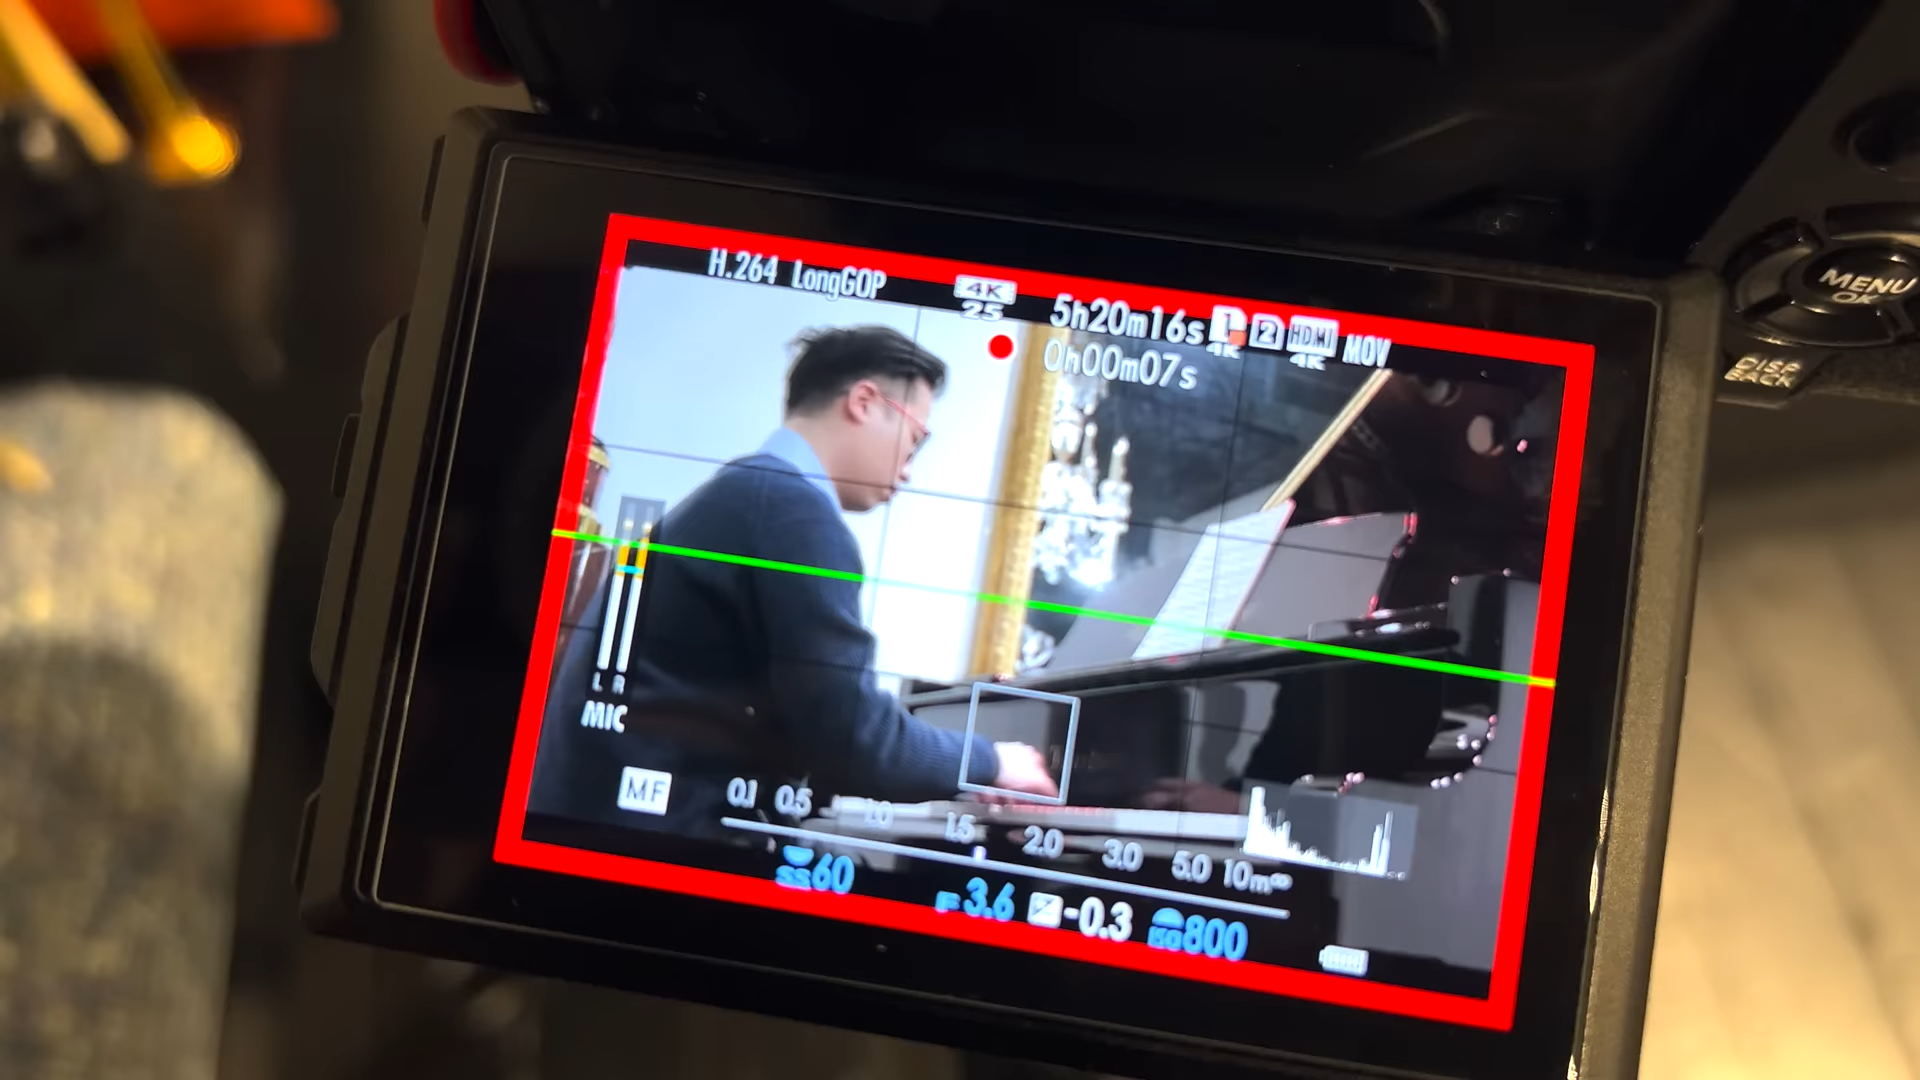 H.264 LongGOP
4K
25
5h20m16s 1 2 HDMI MOV
4K 4K
0h00m07s
L R
MIC
MF
0.1 0.5 1.0 1.5 2.0 3.0 5.0 10m∞
SS60 F3.6 -0.3 ISO800
MENU
OK
DISP
BACK